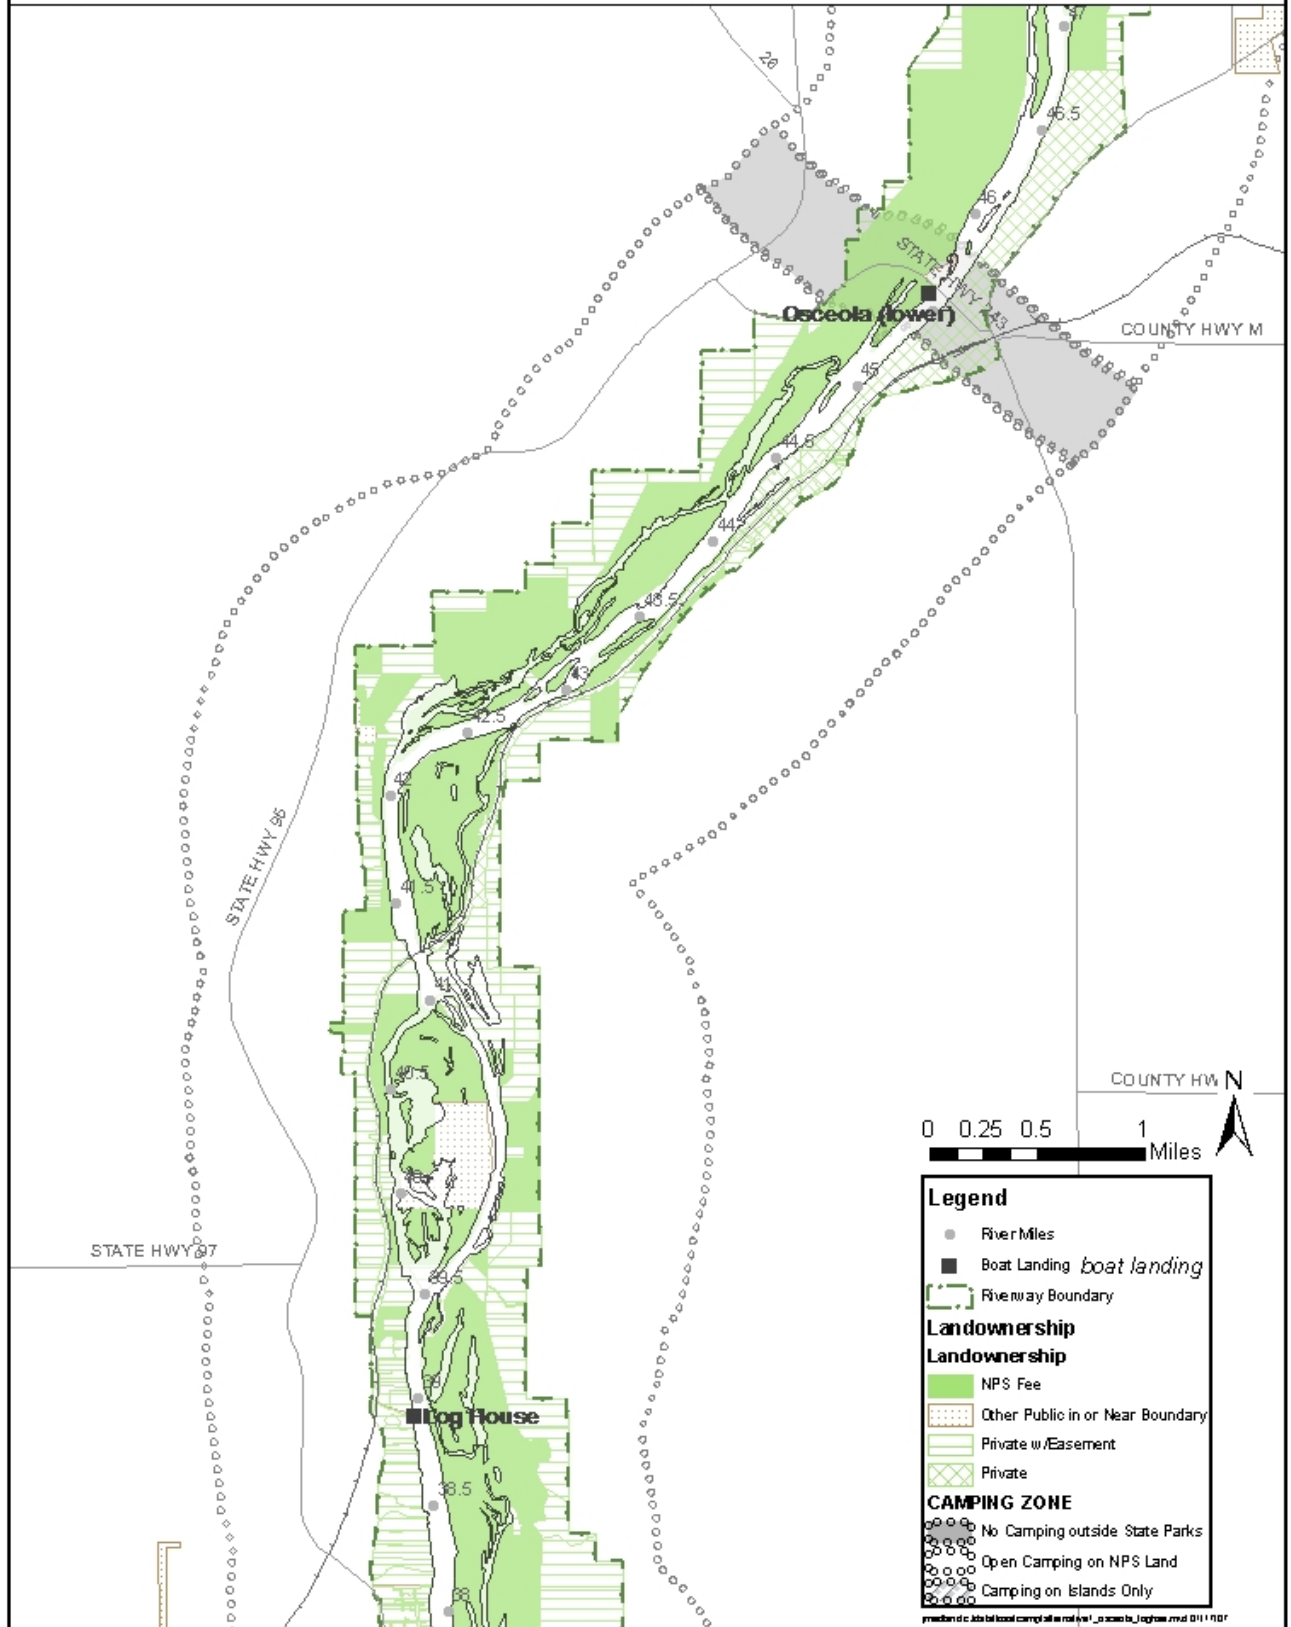 47
26
46.5
46
STATE HWY 243
Osceola (lower)
COUNTY HWY M
45
44.5
44
43.5
43
42.5
42
STATE HWY 95
41.5
41
40.5
COUNTY HW
N
0 0.25 0.5 1
Miles
40
STATE HWY 97
39.5
39
Log House
38.5
38
Legend
River Miles
Boat Landing boat landing
Riverway Boundary
Landownership
Landownership
NPS Fee
Other Public in or Near Boundary
Private w/Easement
Private
CAMPING ZONE
No Camping outside State Parks
Open Camping on NPS Land
Camping on Islands Only